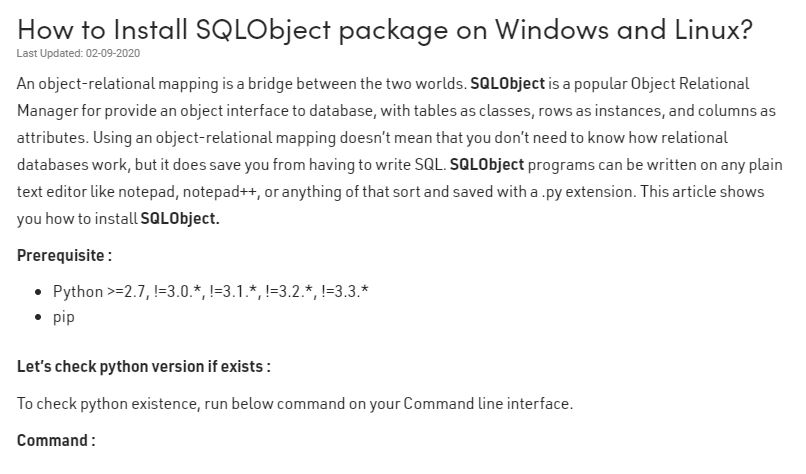 How to Install SQLObject package on Windows and Linux?
Last Updated: 02-09-2020
An object-relational mapping is a bridge between the two worlds. SQLObject is a popular Object Relational
Manager for provide an object interface to database, with tables as classes, rows as instances, and columns as
attributes. Using an object-relational mapping doesn’t mean that you don’t need to know how relational
databases work, but it does save you from having to write SQL. SQLObject programs can be written on any plain
text editor like notepad, notepad++, or anything of that sort and saved with a .py extension. This article shows
you how to install SQLObject.
Prerequisite :
• Python >=2.7, !=3.0.*, !=3.1.*, !=3.2.*, !=3.3.*
• pip
Let’s check python version if exists :
To check python existence, run below command on your Command line interface.
Command :